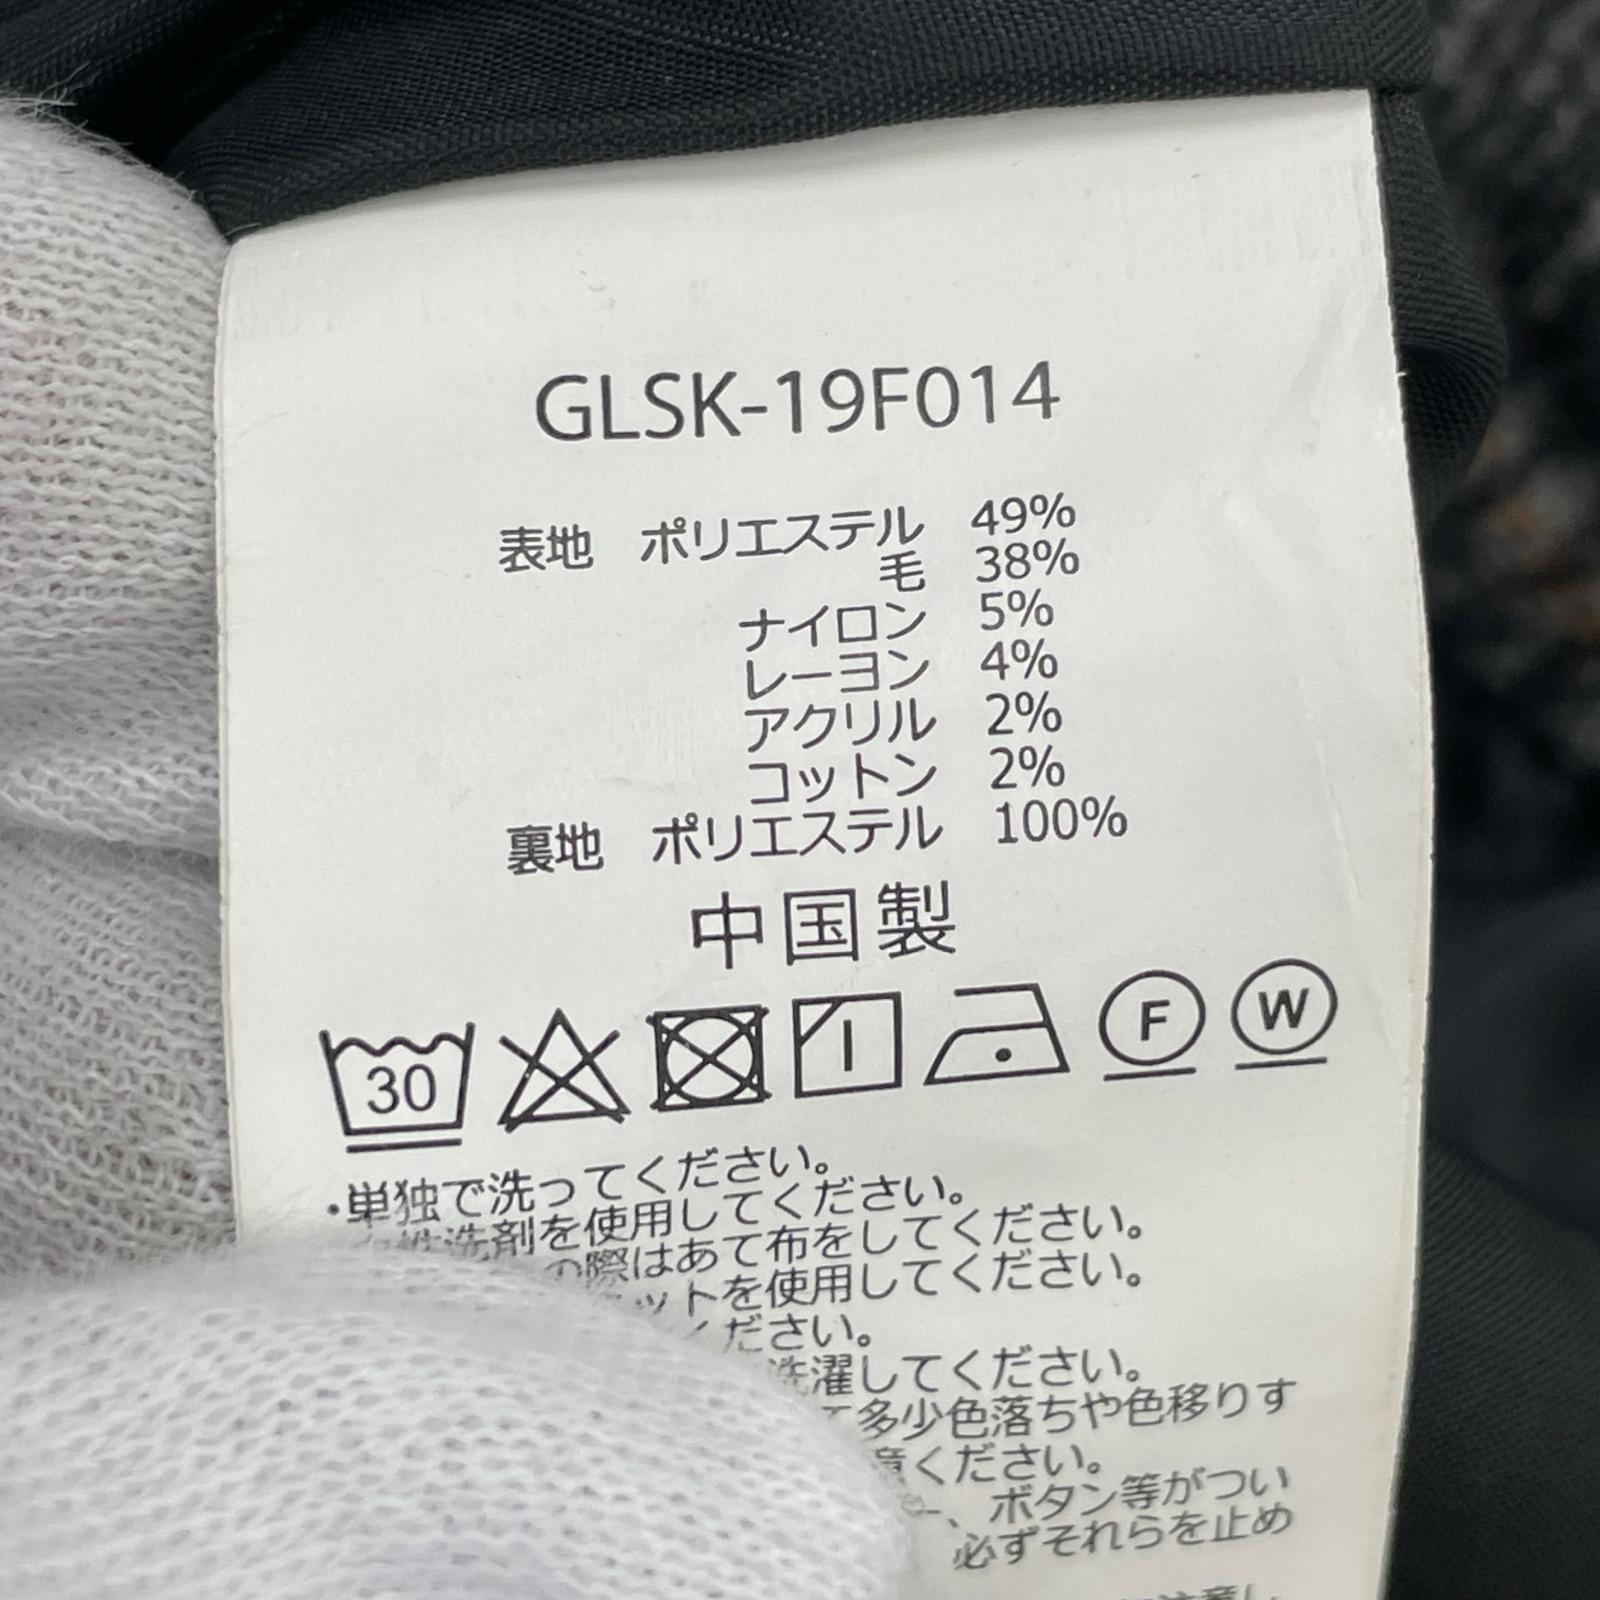 GLSK-19F014
表地 ポリエステル 49%
毛 38%
ナイロン 5%
レーヨン 4%
アクリル 2%
コットン 2%
裏地 ポリエステル 100%
中国製
30 F W
・単独で洗ってください。
洗剤を使用してください。
の際はあて布をしてください。
ットを使用してください。
ください。
洗濯してください。
て多少色落ちや色移りす
意ください。
ー、ボタン等がつい
必ずそれらを止め
注意し